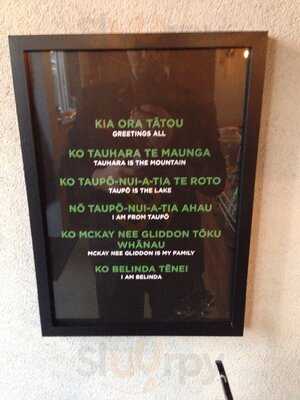 KIA ORA TĀTOU
GREETINGS ALL
KO TAUHARA TE MAUNGA
TAUHARA IS THE MOUNTAIN
KO TAUPŌ-NUI-A-TIA TE ROTO
TAUPŌ IS THE LAKE
NŌ TAUPŌ-NUI-A-TIA AHAU
I AM FROM TAUPŌ
KO MCKAY NEE GLIDDON TŌKU
WHĀNAU
MCKAY NEE GLIDDON IS MY FAMILY
KO BELINDA TĒNEI
I AM BELINDA
Sluurpy